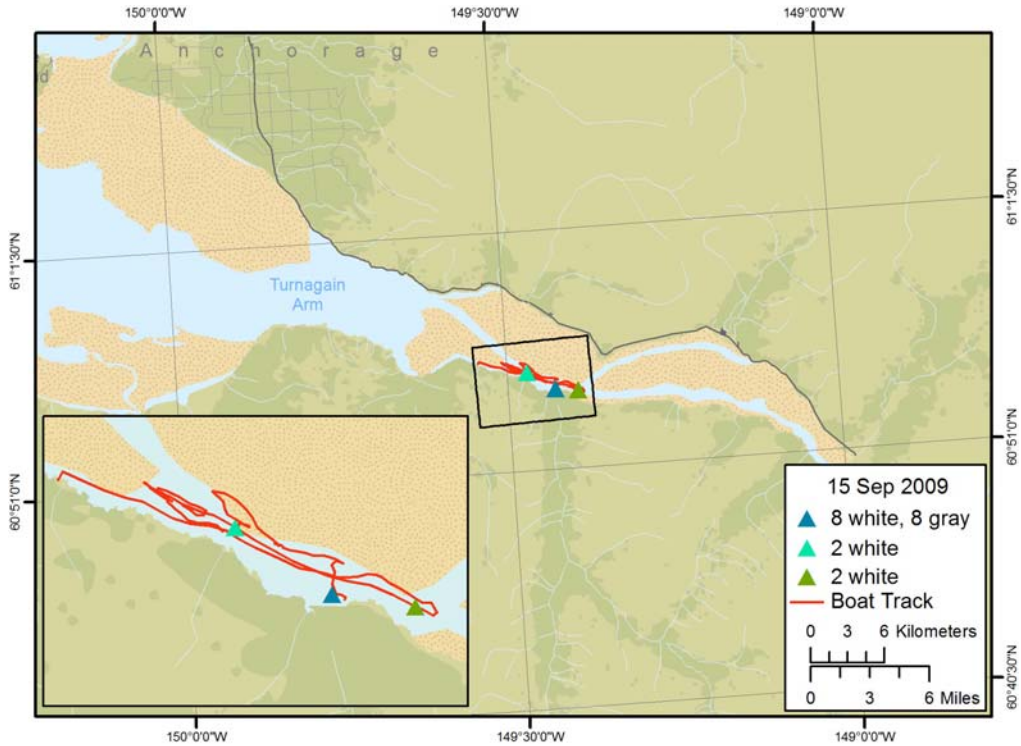 150°0'0"W
149°30'0"W
149°0'0"W
Anchorage
d
61°1'30"N
61°1'30"N
Turnagain
Arm
60°51'0"N
60°51'0"N
15 Sep 2009
8 white, 8 gray
2 white
2 white
Boat Track
0 3 6 Kilometers
0 3 6 Miles
60°40'30"N
150°0'0"W
149°30'0"W
149°0'0"W